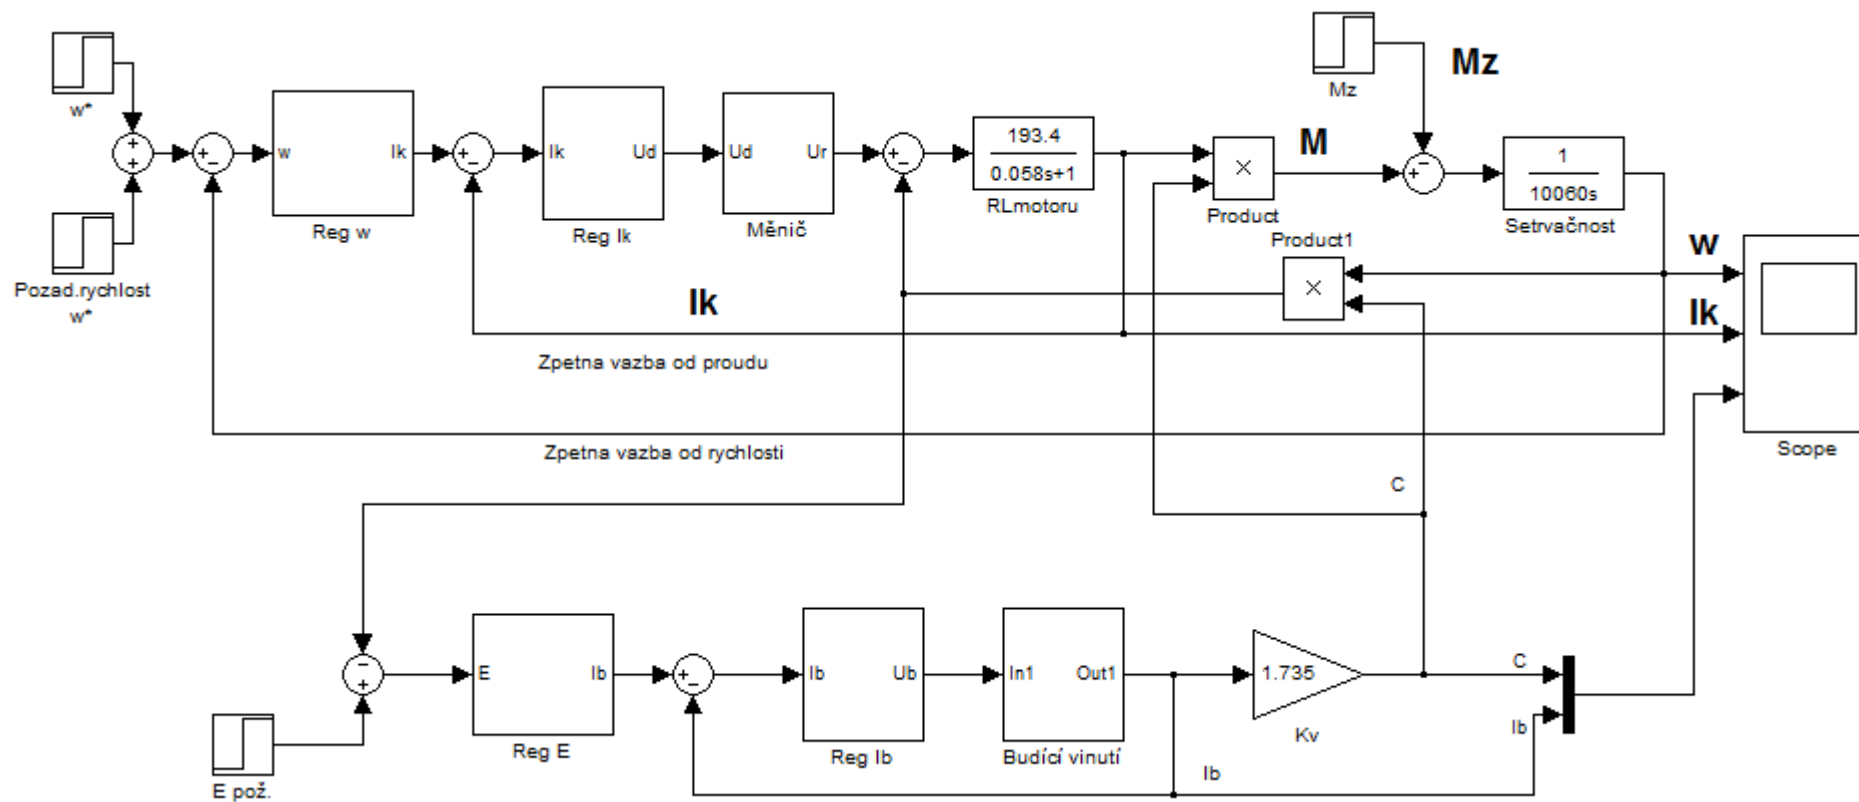 w*
Pozad.rychlost
w*
+
+
+
−
w
Ik
Reg w
+
−
Ik
Ud
Reg Ik
Ud
Ur
Měnič
+
−
193.4
0.058s+1
RLmotoru
×
Product
M
Mz
Mz
−
+
1
10060s
Setrvačnost
Product1
×
w
Ik
Ik
Scope
Zpetna vazba od proudu
Zpetna vazba od rychlosti
C
−
+
E pož.
E
Ib
Reg E
+
−
Ib
Ub
Reg Ib
In1
Out1
Budící vinutí
1.735
Kv
C
Ib
Ib